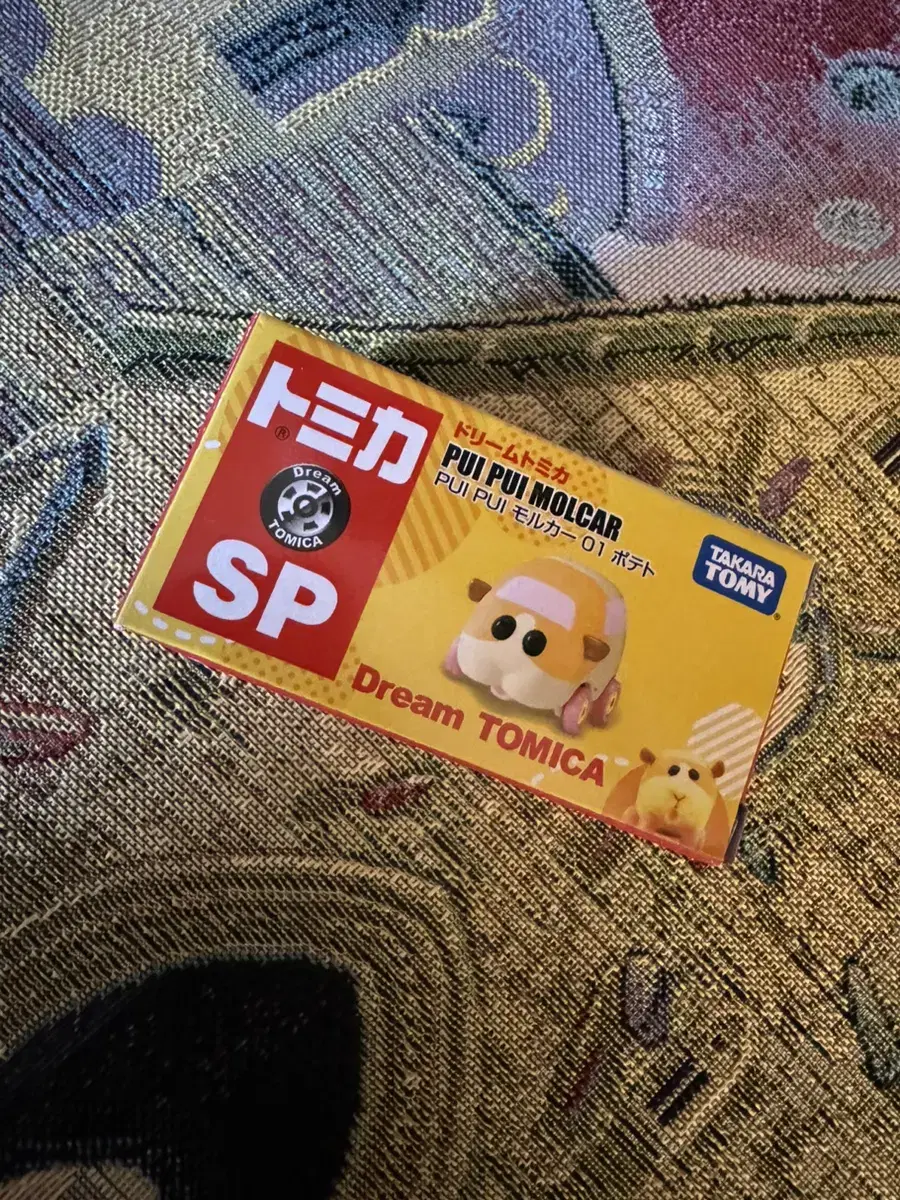 トミカ
®
Dream
TOMICA
SP
ドリームトミカ
PUI PUI MOLCAR
PUI PUI モルカー 01 ポテト
TAKARA
TOMY
®
Dream TOMICA